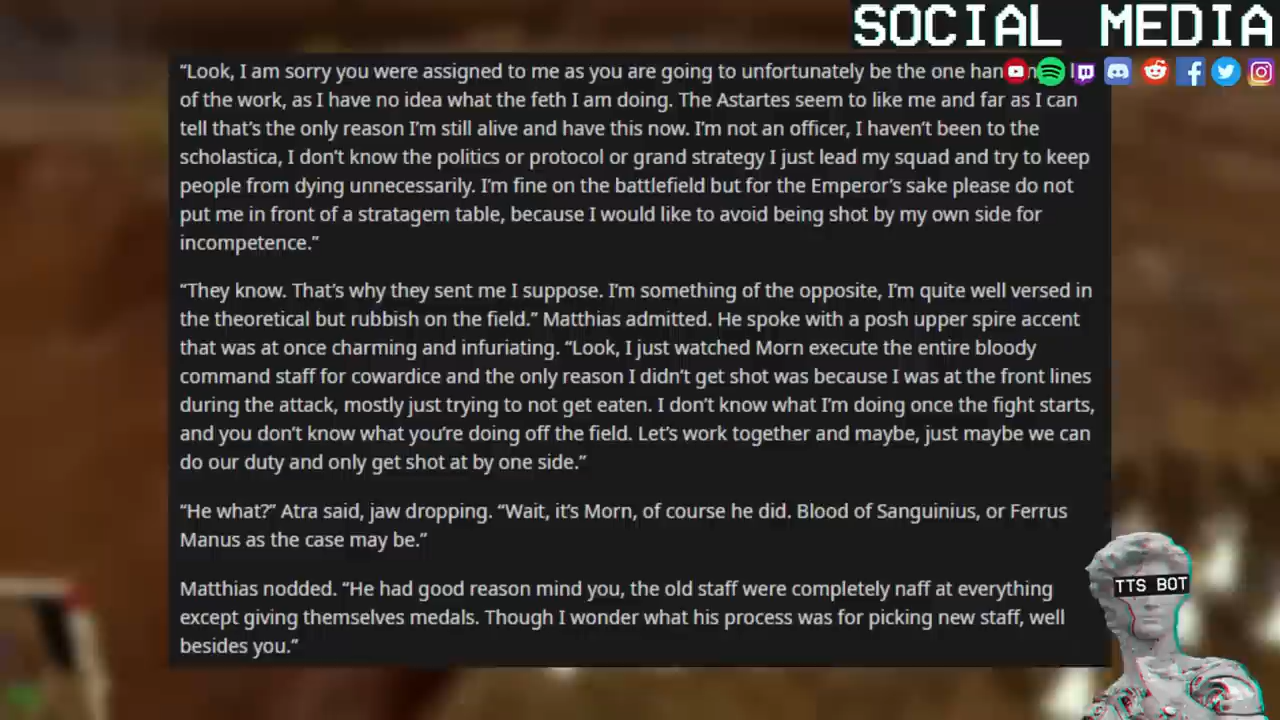 SOCIAL MEDIA
“Look, I am sorry you were assigned to me as you are going to unfortunately be the one
of the work, as I have no idea what the feth I am doing. The Astartes seem to like me and far as I can
tell that’s the only reason I’m still alive and have this now. I’m not an officer, I haven’t been to the
scholastica, I don’t know the politics or protocol or grand strategy I just lead my squad and try to keep
people from dying unnecessarily. I’m fine on the battlefield but for the Emperor’s sake please do not
put me in front of a stratagem table, because I would like to avoid being shot by my own side for
incompetence.”
“They know. That’s why they sent me I suppose. I’m something of the opposite, I’m quite well versed in
the theoretical but rubbish on the field.” Matthias admitted. He spoke with a posh upper spire accent
that was at once charming and infuriating. “Look, I just watched Morn execute the entire bloody
command staff for cowardice and the only reason I didn’t get shot was because I was at the front lines
during the attack, mostly just trying to not get eaten. I don’t know what I’m doing once the fight starts,
and you don’t know what you’re doing off the field. Let’s work together and maybe, just maybe we can
do our duty and only get shot at by one side.”
“He what?” Atra said, jaw dropping. “Wait, it’s Morn, of course he did. Blood of Sanguinius, or Ferrus
Manus as the case may be.”
Matthias nodded. “He had good reason mind you, the old staff were completely naff at everything
except giving themselves medals. Though I wonder what his process was for picking new staff, well
besides you.”
TTS BOT